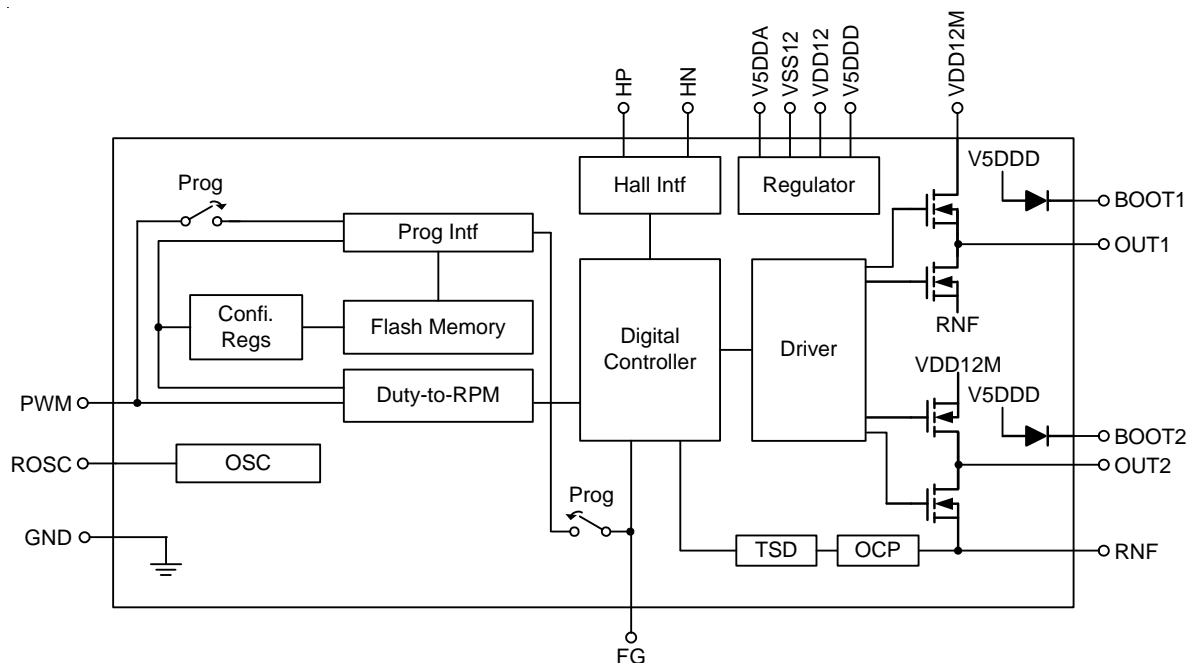 HP
HN
V5DDA
VSS12
VDD12
V5DDD
VDD12M
Prog
Hall Intf
Regulator
V5DDD
BOOT1
Prog Intf
OUT1
Confi.
Regs
Flash Memory
Digital
Controller
Driver
RNF
VDD12M
V5DDD
PWM
Duty-to-RPM
BOOT2
ROSC
OSC
OUT2
Prog
GND
TSD
OCP
RNF
FG